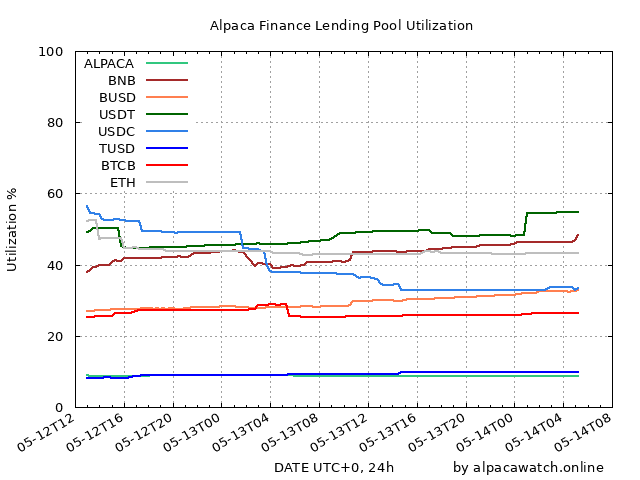 Alpaca Finance Lending Pool Utilization
100
80
60
40
20
0
Utilization %
ALPACA
BNB
BUSD
USDT
USDC
TUSD
BTCB
ETH
05-12T12
05-12T16
05-12T20
05-13T00
05-13T04
05-13T08
05-13T12
05-13T16
05-13T20
05-14T00
05-14T04
05-14T08
DATE UTC+0, 24h
by alpacawatch.online